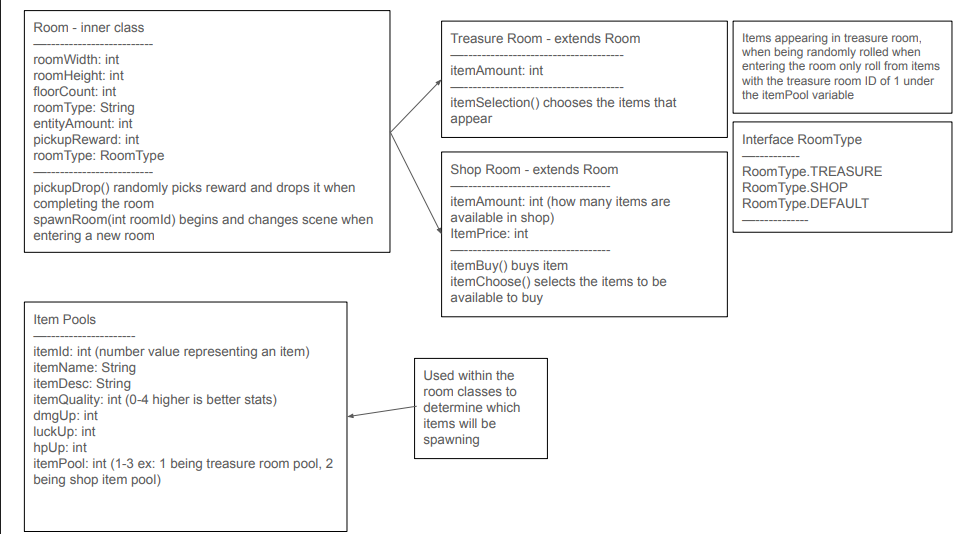 Room - inner class
—-------------------------
roomWidth: int
roomHeight: int
floorCount: int
roomType: String
entityAmount: int
pickupReward: int
roomType: RoomType
—-------------------------
pickupDrop() randomly picks reward and drops it when
completing the room
spawnRoom(int roomId) begins and changes scene when
entering a new room
Treasure Room - extends Room
—-------------------------------------
itemAmount: int
—-------------------------------------
itemSelection() chooses the items that
appear
Items appearing in treasure room,
when being randomly rolled when
entering the room only roll from items
with the treasure room ID of 1 under
the itemPool variable
Shop Room - extends Room
—----------------------------------
itemAmount: int (how many items are
available in shop)
ItemPrice: int
—----------------------------------
itemBuy() buys item
itemChoose() selects the items to be
available to buy
Interface RoomType
—-----------
RoomType.TREASURE
RoomType.SHOP
RoomType.DEFAULT
—-------------
Item Pools
—---------------------
itemId: int (number value representing an item)
itemName: String
itemDesc: String
itemQuality: int (0-4 higher is better stats)
dmgUp: int
luckUp: int
hpUp: int
itemPool: int (1-3 ex: 1 being treasure room pool, 2
being shop item pool)
Used within the
room classes to
determine which
items will be
spawning